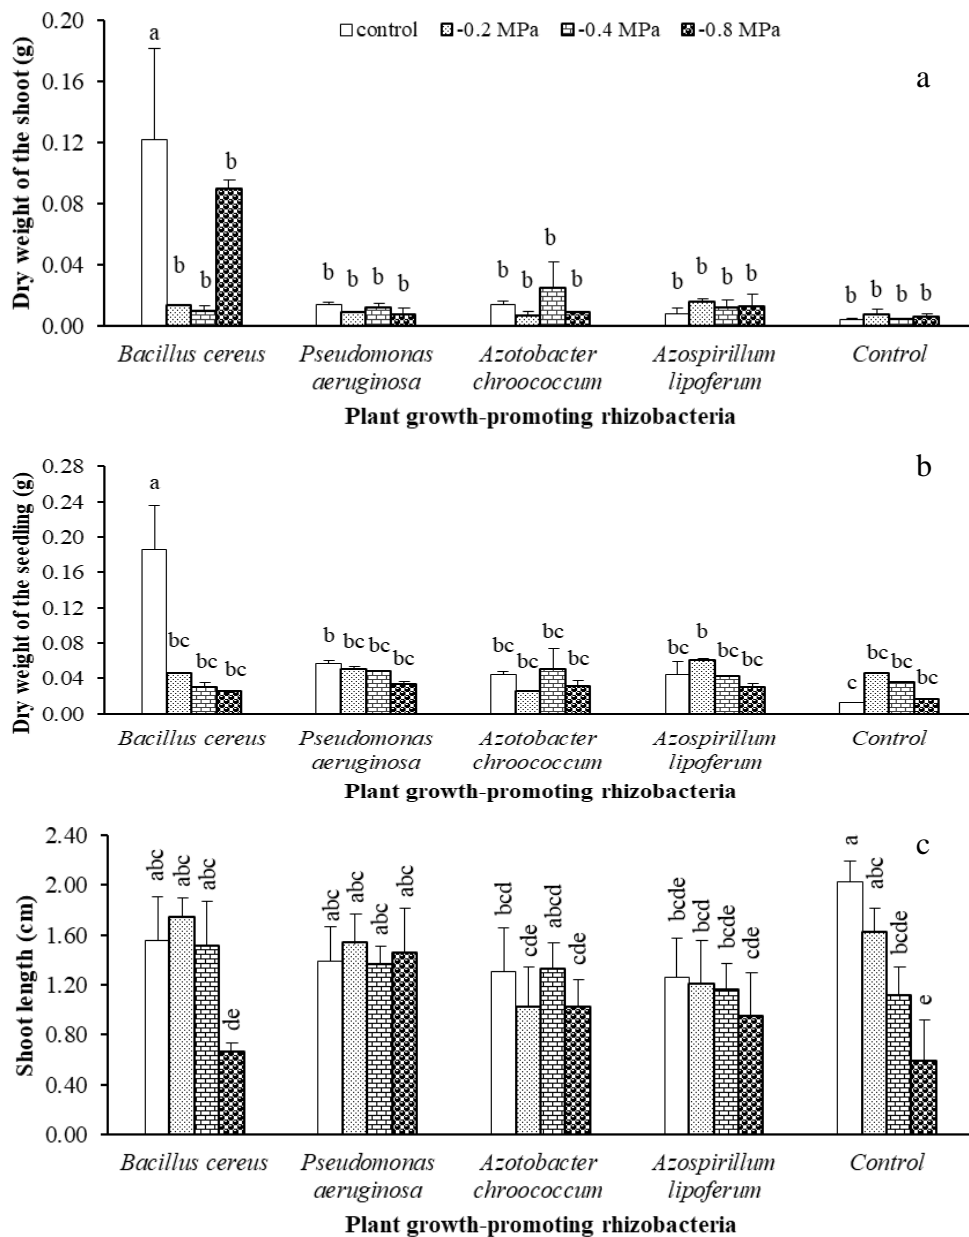 control -0.2 MPa -0.4 MPa -0.8 MPa
a
Dry weight of the shoot (g)
0.20
0.16
0.12
0.08
0.04
0.00
a b b b
b b b b
b b b b
b b b b
b b b b
Bacillus cereus Pseudomonas aeruginosa Azotobacter chroococcum Azospirillum lipoferum Control
Plant growth-promoting rhizobacteria
b
Dry weight of the seedling (g)
0.28
0.24
0.20
0.16
0.12
0.08
0.04
0.00
a bc bc bc
b bc bc bc
bc bc bc bc
bc b bc bc
c bc bc bc
Bacillus cereus Pseudomonas aeruginosa Azotobacter chroococcum Azospirillum lipoferum Control
Plant growth-promoting rhizobacteria
c
Shoot length (cm)
2.40
2.00
1.60
1.20
0.80
0.40
0.00
abc abc abc de
abc abc abc abc
bcd cde abcd cde
bcde bcd bcde cde
a abc bcde e
Bacillus cereus Pseudomonas aeruginosa Azotobacter chroococcum Azospirillum lipoferum Control
Plant growth-promoting rhizobacteria